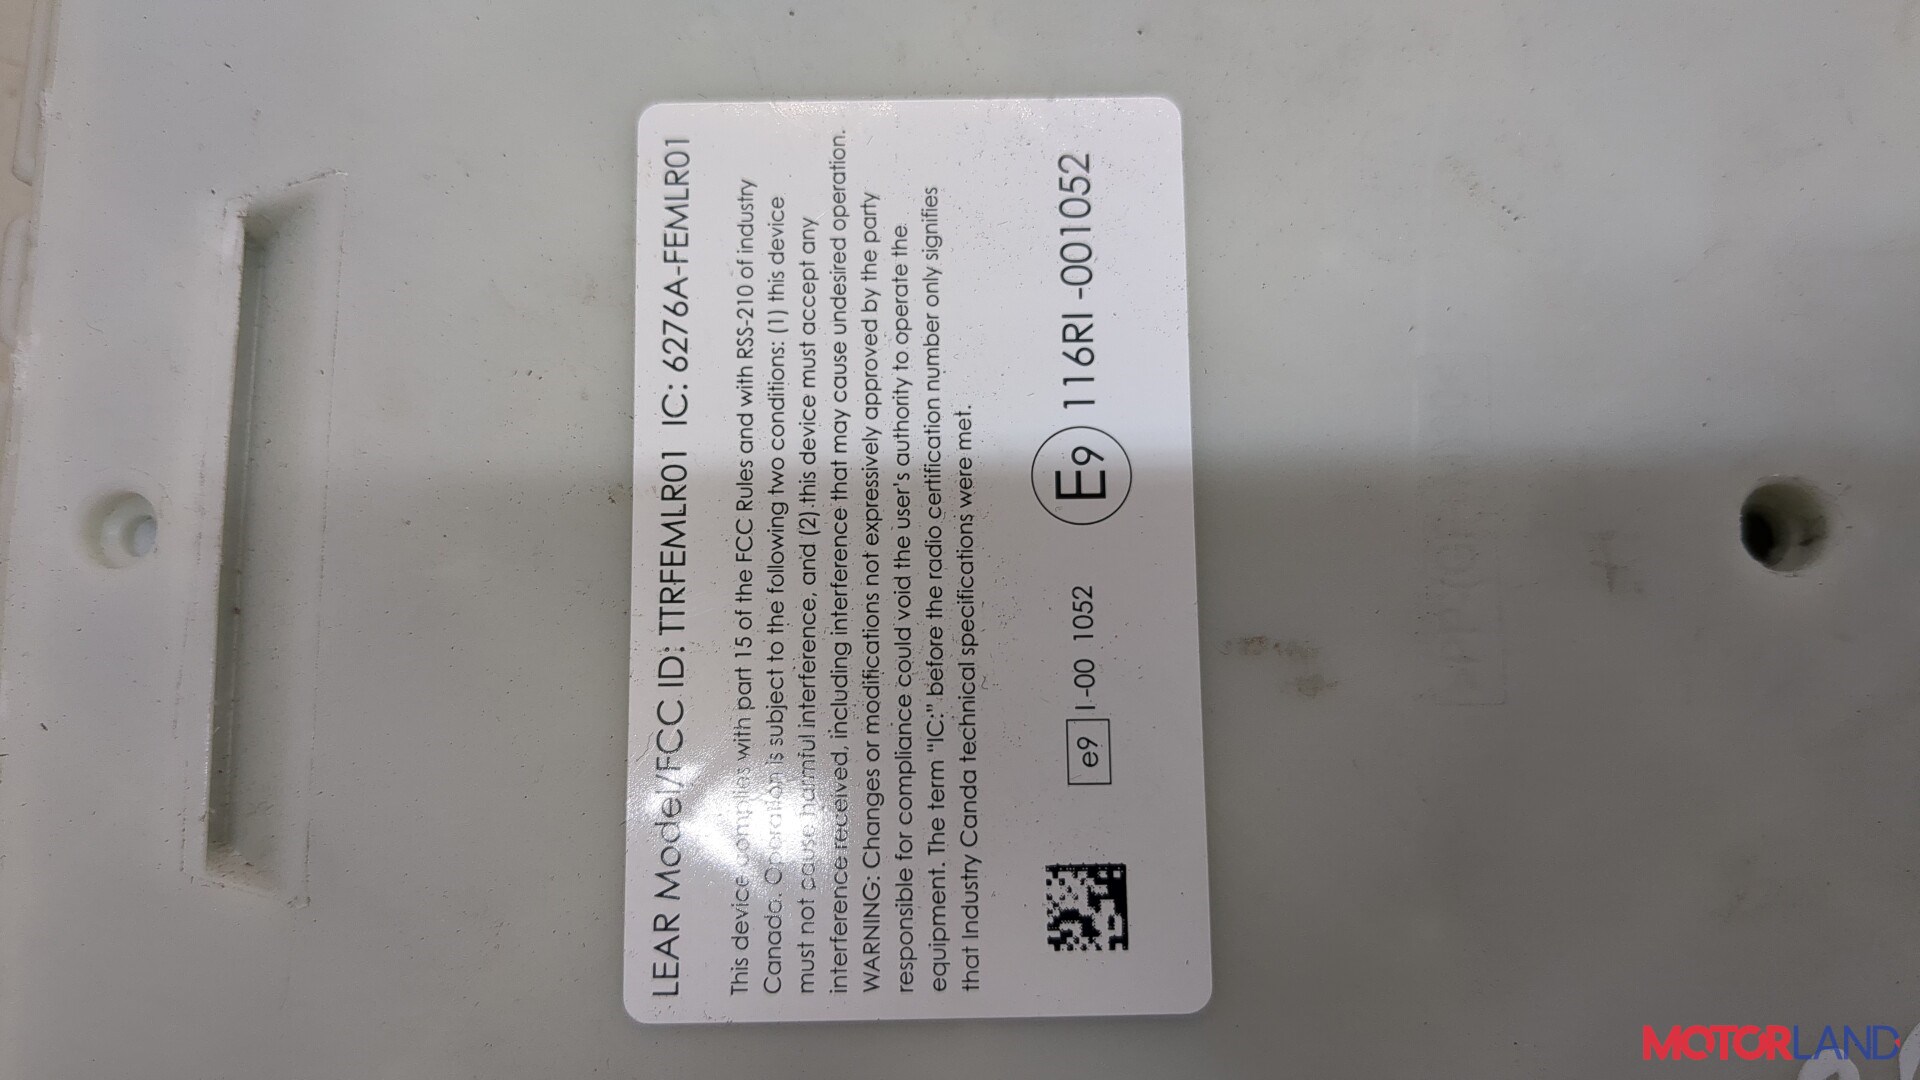 LEAR Model/FCC ID: TTRFEMLR01 IC: 6276A-FEMLR01
This device complies with part 15 of the FCC Rules and with RSS-210 of industry
Canada. Operation is subject to the following two conditions: (1) this device
must not cause harmful interference, and (2) this device must accept any
interference received, including interference that may cause undesired operation.
WARNING: Changes or modifications not expressively approved by the party
responsible for compliance could void the user's authority to operate the
equipment. The term "IC:" before the radio certification number only signifies
that Industry Canda technical specifications were met.
e9 I-00 1052 E9 116RI-001052
MOTORLAND